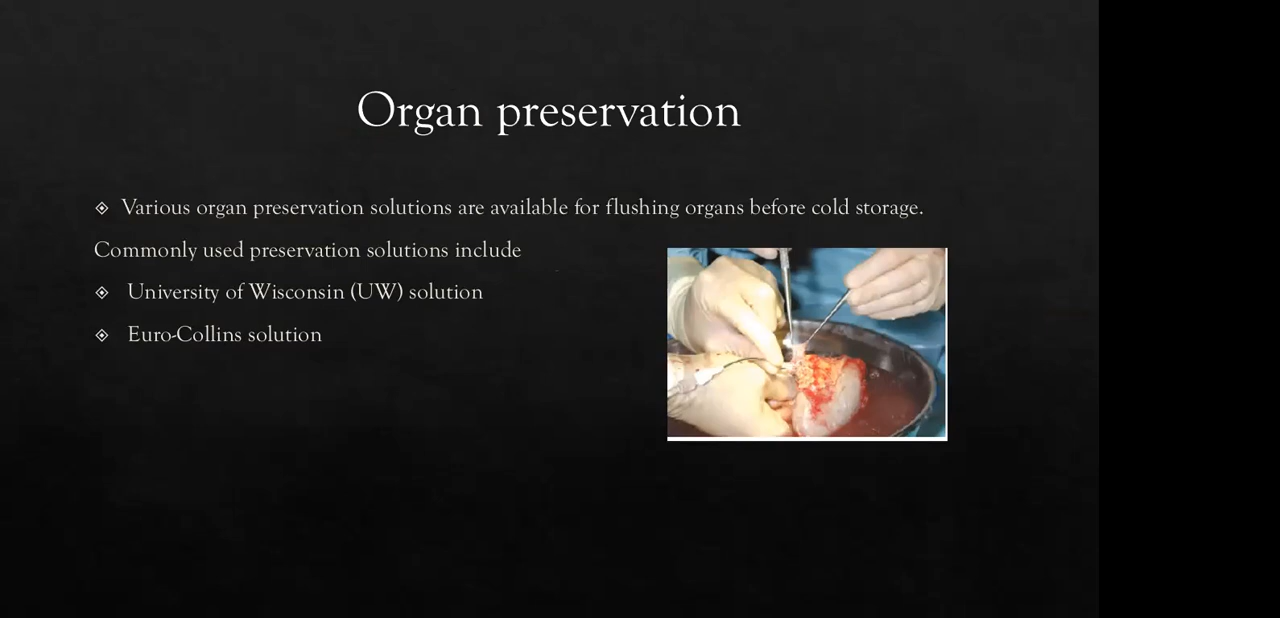 Organ preservation
Various organ preservation solutions are available for flushing organs before cold storage.
Commonly used preservation solutions include
University of Wisconsin (UW) solution
Euro-Collins solution